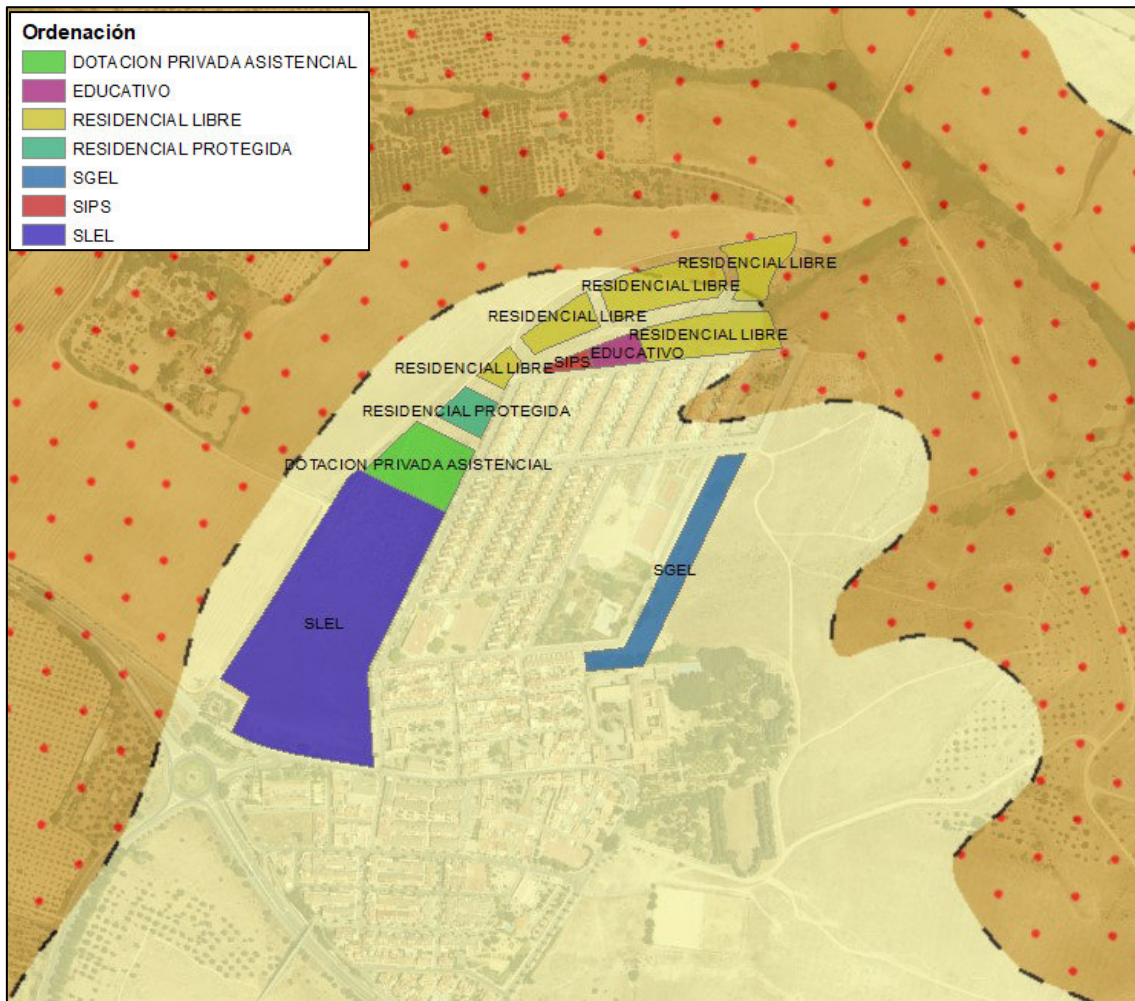 Ordenación
DOTACION PRIVADA ASISTENCIAL
EDUCATIVO
RESIDENCIAL LIBRE
RESIDENCIAL PROTEGIDA
SGEL
SIPS
SLEL
RESIDENCIAL LIBRE
RESIDENCIAL LIBRE
RESIDENCIAL LIBRE
RESIDENCIAL LIBRE
EDUCATIVO
SIPS
RESIDENCIAL LIBRE
RESIDENCIAL PROTEGIDA
DOTACION PRIVADA ASISTENCIAL
SGEL
SLEL